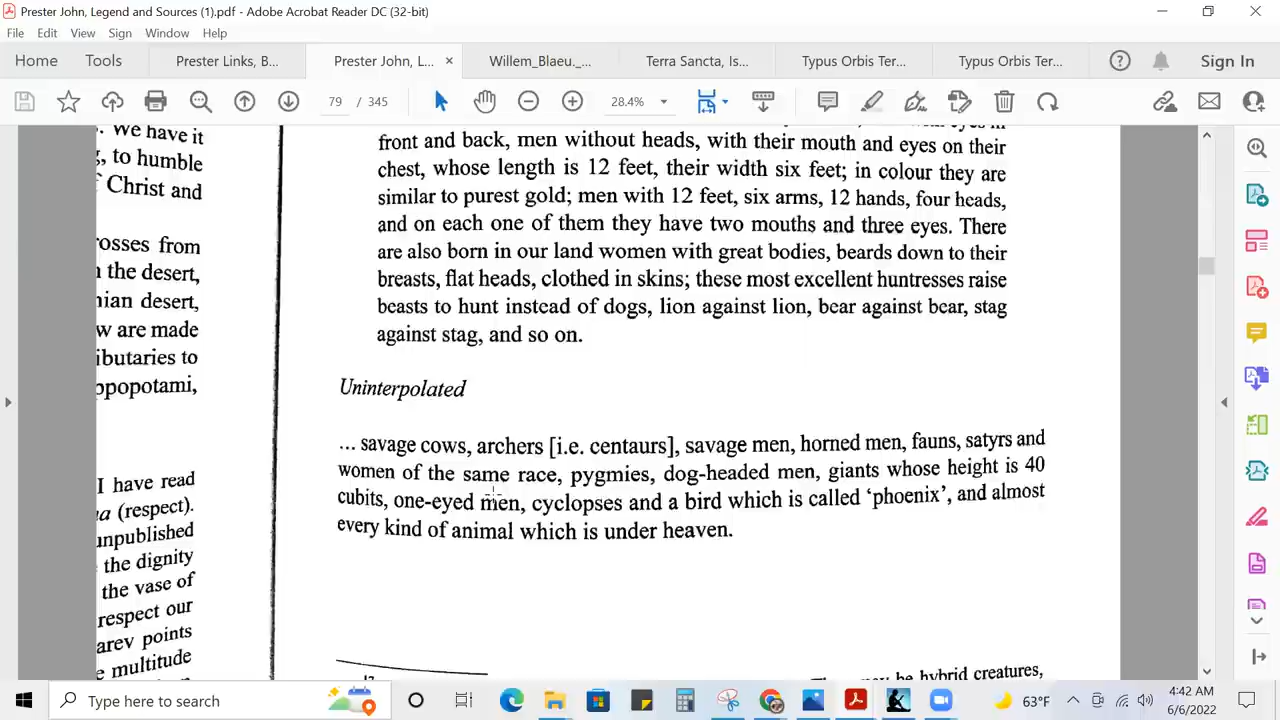 Prester John, Legend and Sources (1).pdf - Adobe Acrobat Reader DC (32-bit)
File Edit View Sign Window Help
Home Tools Prester Links, B... Prester John, L... × Willem_Blaeu._... Terra Sancta, Is... Typus Orbis Ter... Typus Orbis Ter... Sign In
79 / 345 28.4%
. We have it
, to humble
Christ and
rosses from
the desert,
nian desert,
w are made
ibutaries to
ppopotami,
I have read
(respect).
unpublished
the dignity
the vase of
respect our
arev points
multitude
front and back, men without heads, with their mouth and eyes on their
chest, whose length is 12 feet, their width six feet; in colour they are
similar to purest gold; men with 12 feet, six arms, 12 hands, four heads,
and on each one of them they have two mouths and three eyes. There
are also born in our land women with great bodies, beards down to their
breasts, flat heads, clothed in skins; these most excellent huntresses raise
beasts to hunt instead of dogs, lion against lion, bear against bear, stag
against stag, and so on.
Uninterpolated
... savage cows, archers [i.e. centaurs], savage men, horned men, fauns, satyrs and
women of the same race, pygmies, dog-headed men, giants whose height is 40
cubits, one-eyed men, cyclopses and a bird which is called ‘phoenix’, and almost
every kind of animal which is under heaven.
be hybrid creatures,
Type here to search
63°F
4:42 AM
6/6/2022